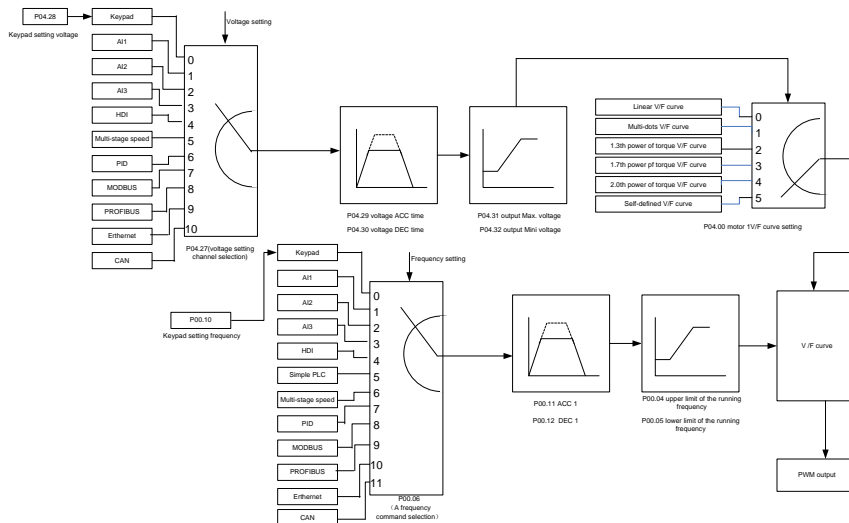 P04.28
Keypad setting voltage
Keypad
AI1
AI2
AI3
HDI
Multi-stage speed
PID
MODBUS
PROFIBUS
Erthernet
CAN
Voltage setting
0
1
2
3
4
5
6
7
8
9
10
P04.27(voltage setting
channel selection)
P04.29 voltage ACC time
P04.30 voltage DEC time
P04.31 output Max. voltage
P04.32 output Mini voltage
Linear V/F curve
Multi-dots V/F curve
1.3th power of torque V/F curve
1.7th power pf torque V/F curve
2.0th power of torque V/F curve
Self-defined V/F curve
0
1
2
3
4
5
P04.00 motor 1V/F curve setting
P00.10
Keypad setting frequency
Keypad
AI1
AI2
AI3
HDI
Simple PLC
Multi-stage speed
PID
MODBUS
PROFIBUS
Erthernet
CAN
Frequency setting
0
1
2
3
4
5
6
7
8
9
10
11
P00.06
(A frequency
command selection)
P00.11 ACC 1
P00.12 DEC 1
P00.04 upper limit of the running
frequency
P00.05 lower limit of the running
frequency
V /F curve
PWM output